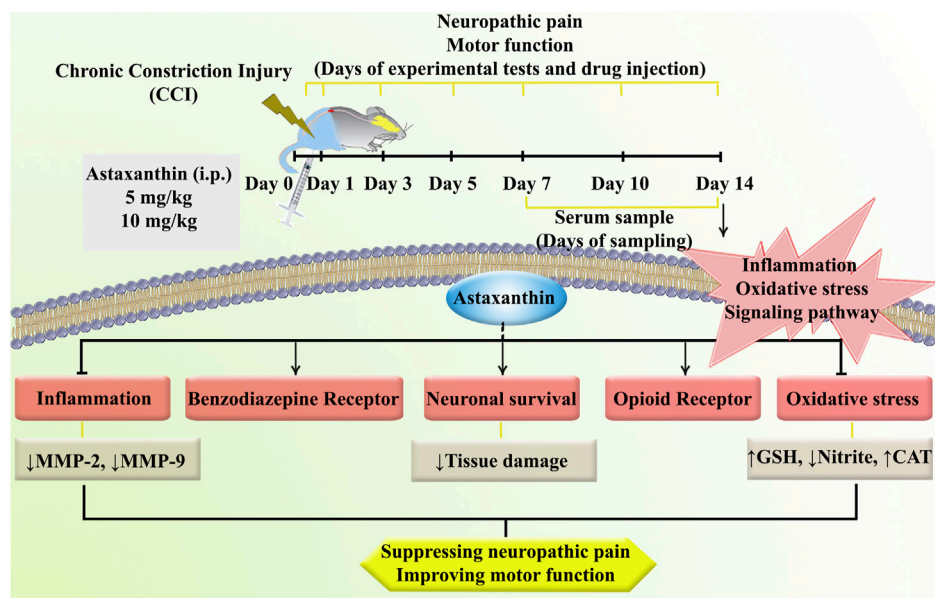 Neuropathic pain
Motor function
(Days of experimental tests and drug injection)
Chronic Constriction Injury
(CCI)
Astaxanthin (i.p.)
5 mg/kg
10 mg/kg
Day 0
Day 1
Day 3
Day 5
Day 7
Day 10
Day 14
Serum sample
(Days of sampling)
Inflammation
Oxidative stress
Signaling pathway
Astaxanthin
Inflammation
Benzodiazepine Receptor
Neuronal survival
Opioid Receptor
Oxidative stress
↓MMP-2, ↓MMP-9
↓Tissue damage
↑GSH, ↓Nitrite, ↑CAT
Suppressing neuropathic pain
Improving motor function